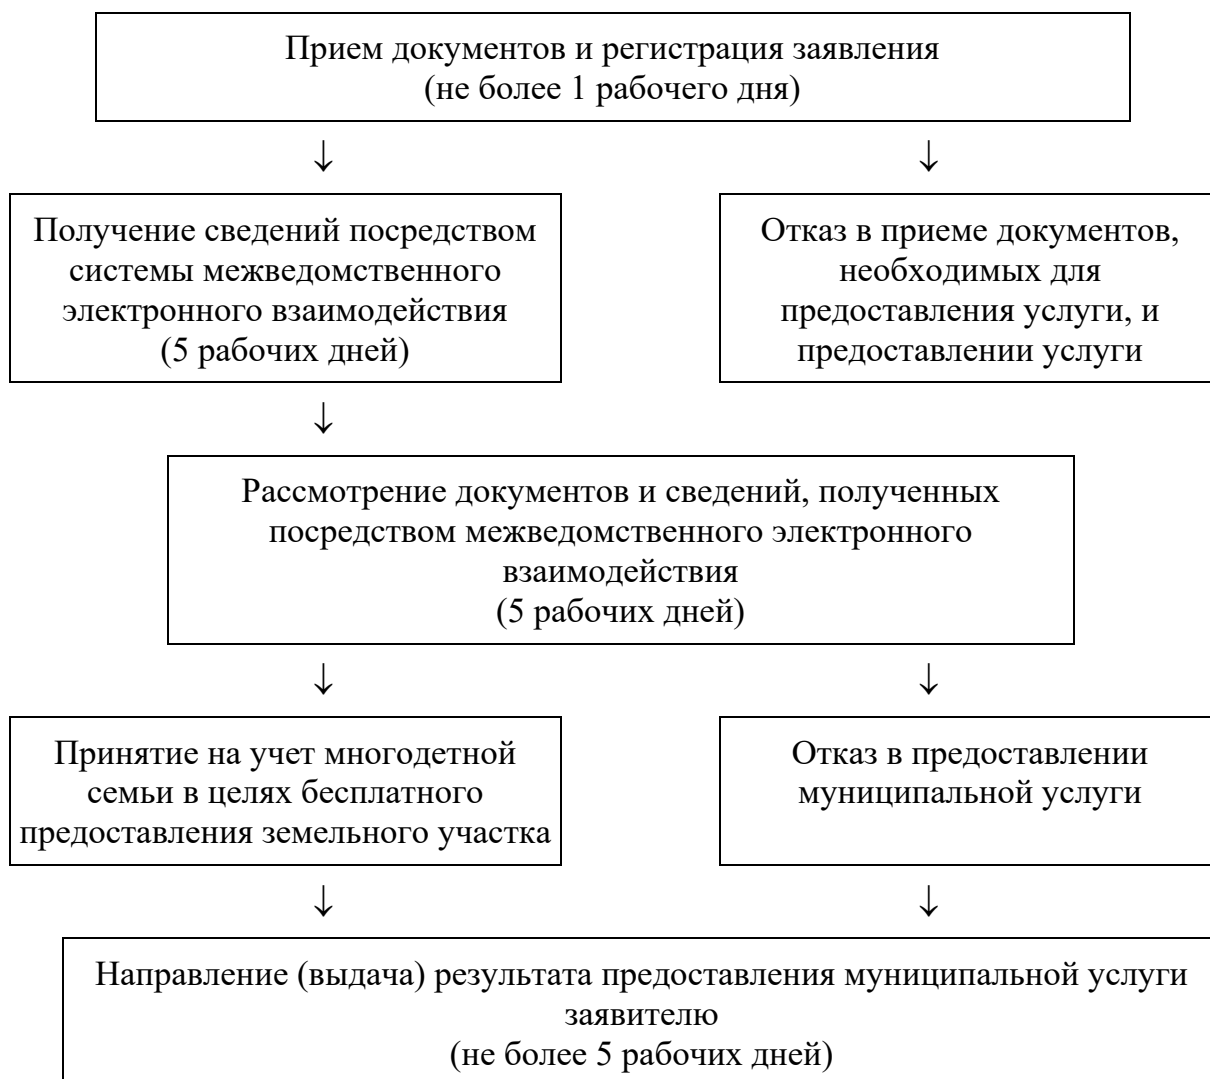 Прием документов и регистрация заявления
(не более 1 рабочего дня)
↓ ↓
Получение сведений посредством
системы межведомственного
электронного взаимодействия
(5 рабочих дней)
Отказ в приеме документов,
необходимых для
предоставления услуги, и
предоставлении услуги
↓
Рассмотрение документов и сведений, полученных
посредством межведомственного электронного
взаимодействия
(5 рабочих дней)
↓ ↓
Принятие на учет многодетной
семьи в целях бесплатного
предоставления земельного участка
Отказ в предоставлении
муниципальной услуги
↓ ↓
Направление (выдача) результата предоставления муниципальной услуги
заявителю
(не более 5 рабочих дней)